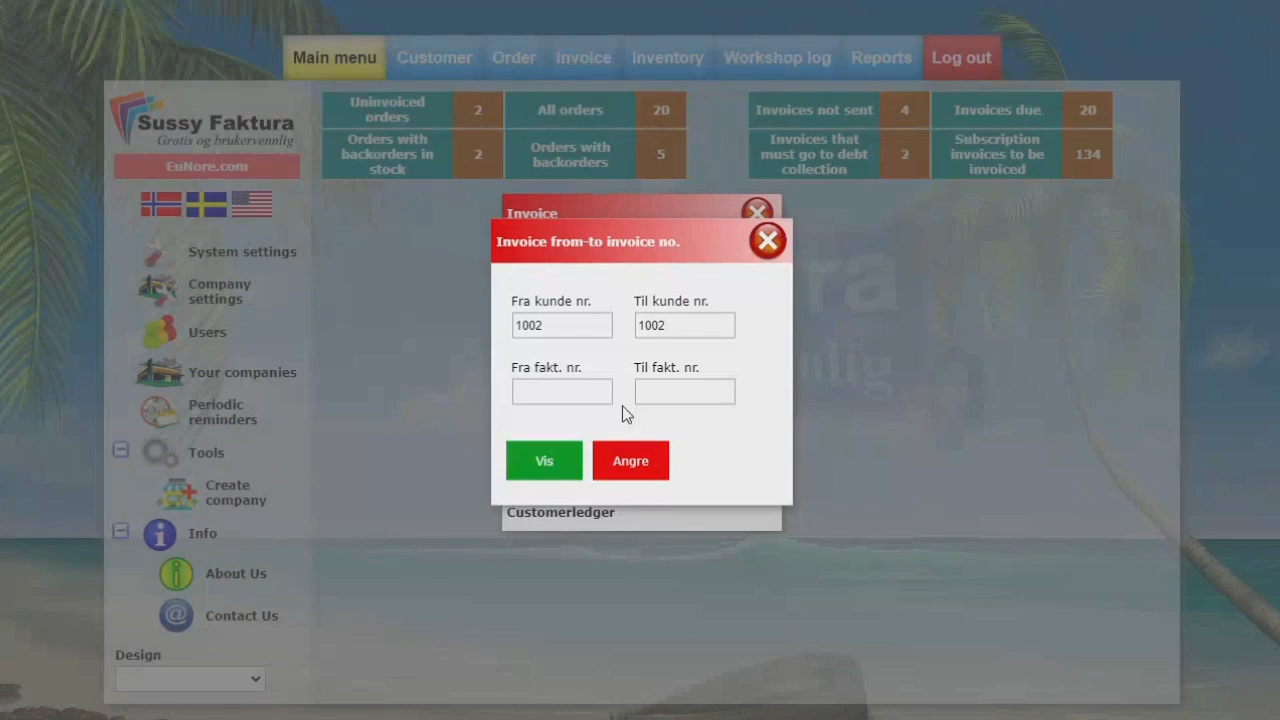 Main menu Customer Order Invoice Inventory Workshop log Reports Log out
Sussy Faktura
Gratis og brukervennlig
EuNore.com
Uninvoiced
orders
2
All orders
20
Invoices not sent
4
Invoices due
20
Orders with
backorders in
stock
2
Orders with
backorders
5
Invoices that
must go to debt
collection
2
Subscription
invoices to be
invoiced
134
System settings
Company
settings
Users
Your companies
Periodic
reminders
Tools
Create
company
Info
About Us
Contact Us
Design
Invoice
Invoice from-to invoice no.
Fra kunde nr. Til kunde nr.
1002 1002
Fra fakt. nr. Til fakt. nr.
Vis Angre
Customerledger